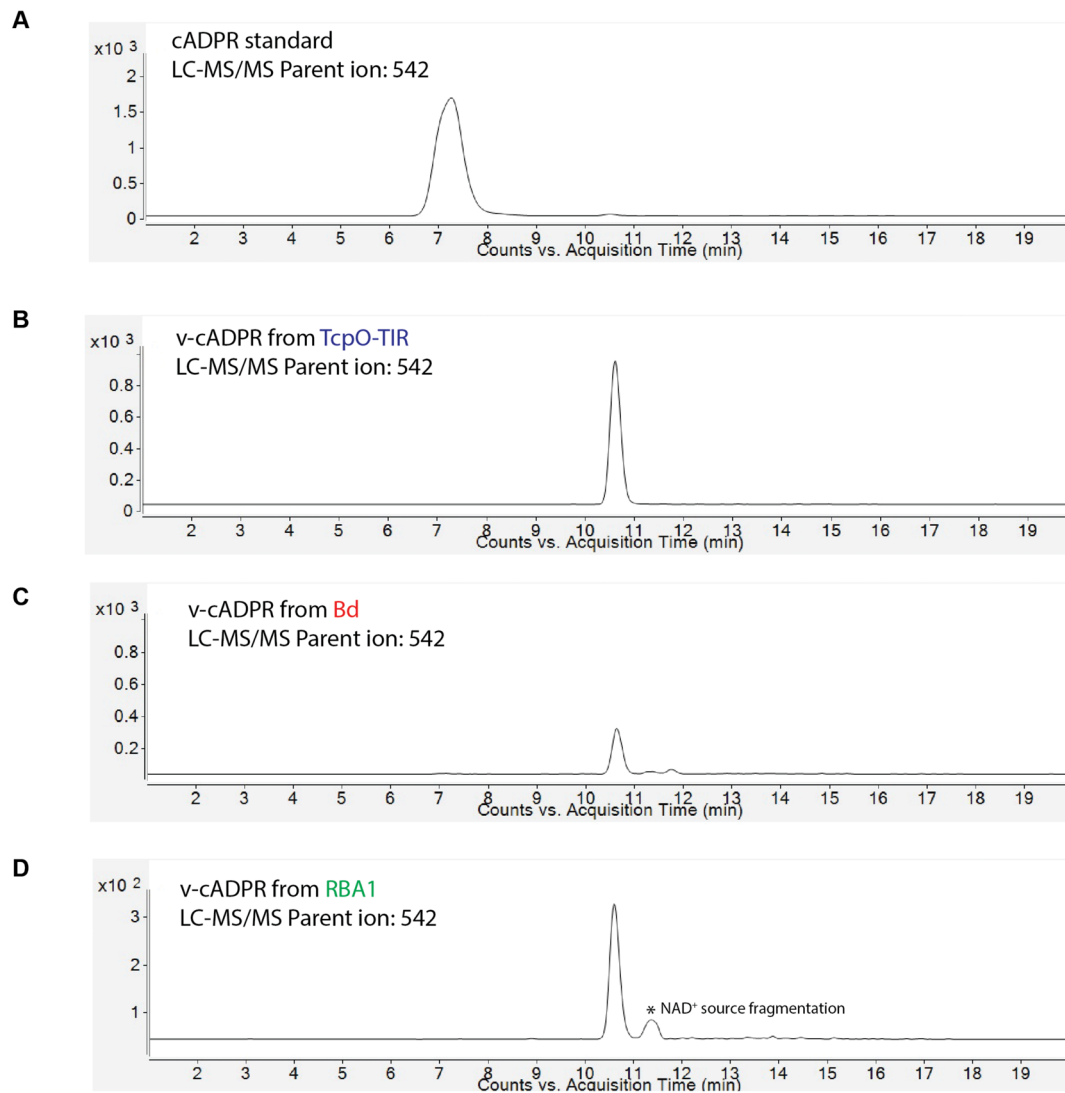 A
x10 3
cADPR standard
LC-MS/MS Parent ion: 542
2
1.5
1
0.5
0
2 3 4 5 6 7 8 9 10 11 12 13 14 15 16 17 18 19
Counts vs. Acquisition Time (min)
B
x10 3
v-cADPR from TcpO-TIR
LC-MS/MS Parent ion: 542
0.8
0.6
0.4
0.2
0
2 3 4 5 6 7 8 9 10 11 12 13 14 15 16 17 18 19
Counts vs. Acquisition Time (min)
C
x10 3
v-cADPR from Bd
LC-MS/MS Parent ion: 542
0.8
0.6
0.4
0.2
2 3 4 5 6 7 8 9 10 11 12 13 14 15 16 17 18 19
Counts vs. Acquisition Time (min)
D
x10 2
v-cADPR from RBA1
LC-MS/MS Parent ion: 542
3
2
1
* NAD⁺ source fragmentation
2 3 4 5 6 7 8 9 10 11 12 13 14 15 16 17 18 19
Counts vs. Acquisition Time (min)